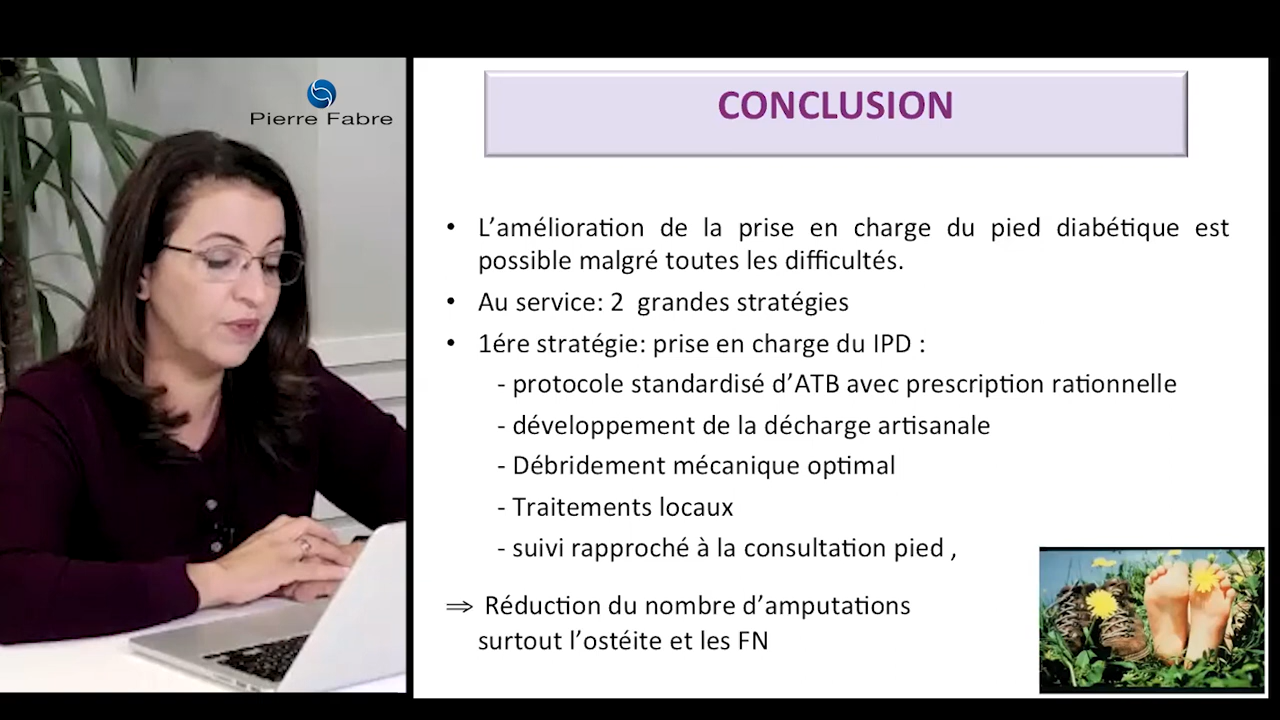 Pierre Fabre
CONCLUSION
• L’amélioration de la prise en charge du pied diabétique est
possible malgré toutes les difficultés.
• Au service: 2 grandes stratégies
• 1ére stratégie: prise en charge du IPD :
- protocole standardisé d’ATB avec prescription rationnelle
- développement de la décharge artisanale
- Débridement mécanique optimal
- Traitements locaux
- suivi rapproché à la consultation pied ,
⇒ Réduction du nombre d’amputations
surtout l’ostéite et les FN